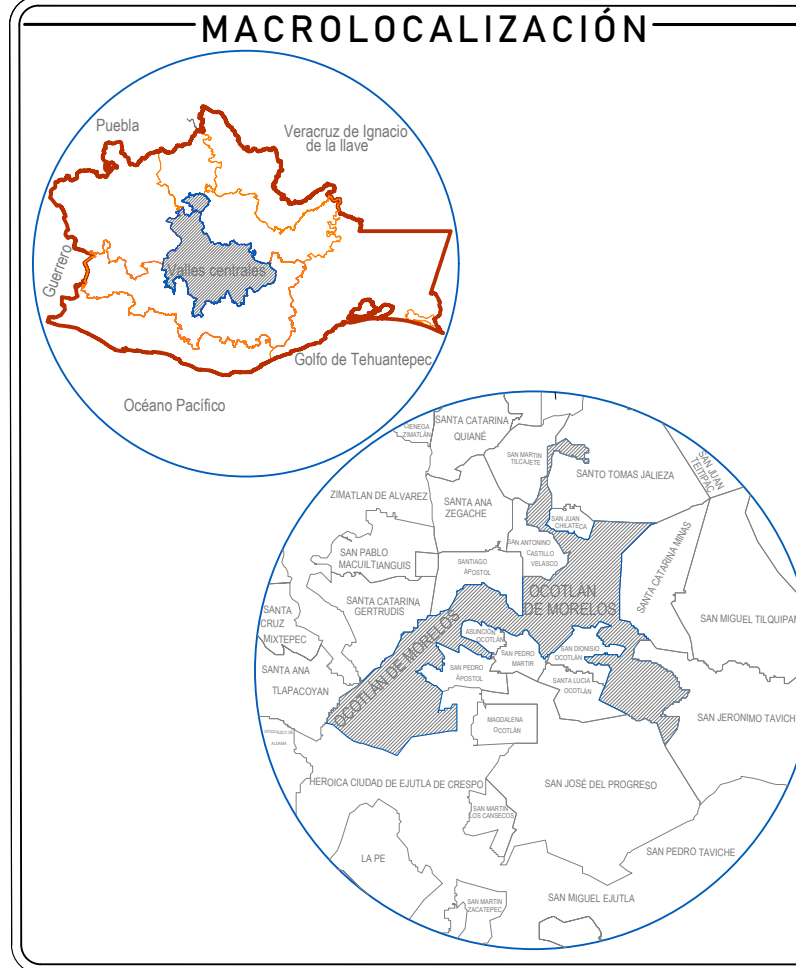 MACROLOCALIZACIÓN
Puebla
Veracruz de Ignacio
de la llave
Guerrero
Valles centrales
Golfo de Tehuantepec
Océano Pacífico
SANTA CATARINA
QUIANÉ
CIENEGA
ZIMATLÁN
SAN MARTIN
TILCAJETE
SANTO TOMAS JALIEZA
SAN JUAN
TEITIPAC
ZIMATLAN DE ALVAREZ
SANTA ANA
ZEGACHE
SAN JUAN
CHILATECA
SAN ANTONINO
CASTILLO
VELASCO
SAN PABLO
MACUILTIANGUIS
SANTIAGO
ÁPOSTOL
SANTA CATARINA MINAS
OCOTLÁN
DE MORELOS
SANTA CATARINA
GERTRUDIS
SANTA
CRUZ
MIXTEPEC
SAN MIGUEL TILQUIPAM
ASUNCIÓN
OCOTLÁN
OCOTLÁN DE MORELOS
SAN PEDRO
MARTIR
SAN DIONISIO
OCOTLÁN
SANTA ANA
TLAPACOYAN
SAN PEDRO
ÁPOSTOL
SANTA LUCIA
OCOTLÁN
SAN JERONIMO TAVICH
MAGDALENA
OCOTLÁN
HEROICA CIUDAD DE EJUTLA DE CRESPO
SAN JOSÉ DEL PROGRESO
SAN MARTIN
LOS CANSECOS
LA PE
SAN PEDRO TAVICHE
SAN MARTIN
ZACATEPEC
SAN MIGUEL EJUTLA